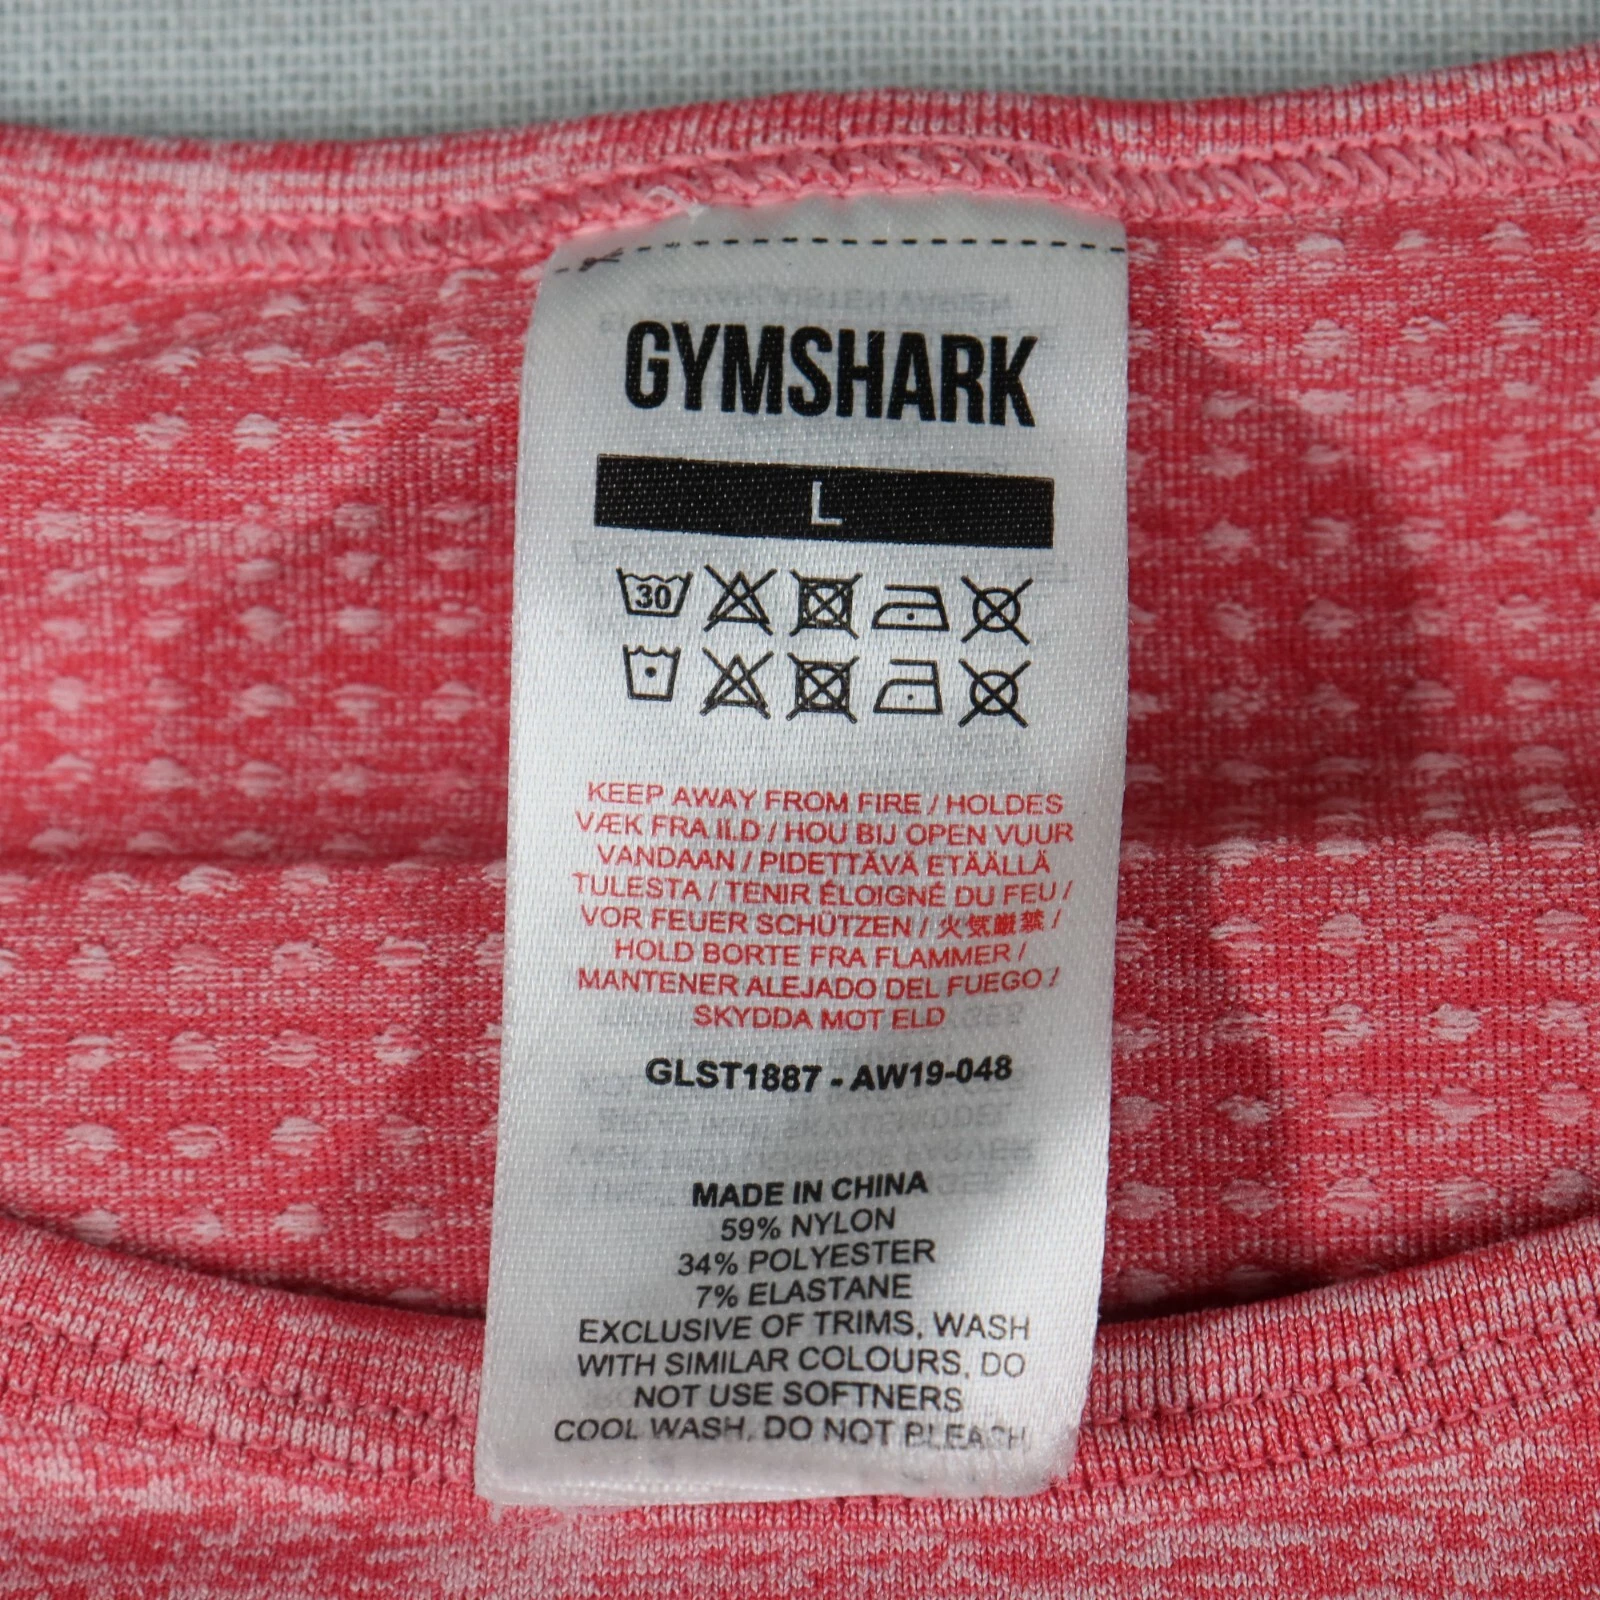 GYMSHARK
L
30
KEEP AWAY FROM FIRE / HOLDES
VÆK FRA ILD / HOU BIJ OPEN VUUR
VANDAAN / PIDETTÄVÄ ETÄÄLLÄ
TULESTA / TENIR ÉLOIGNÉ DU FEU /
VOR FEUER SCHÜTZEN / 火気厳禁 /
HOLD BORTE FRA FLAMMER /
MANTENER ALEJADO DEL FUEGO /
SKYDDA MOT ELD
GLST1887 - AW19-048
MADE IN CHINA
59% NYLON
34% POLYESTER
7% ELASTANE
EXCLUSIVE OF TRIMS, WASH
WITH SIMILAR COLOURS, DO
NOT USE SOFTNERS
COOL WASH, DO NOT BLEACH,